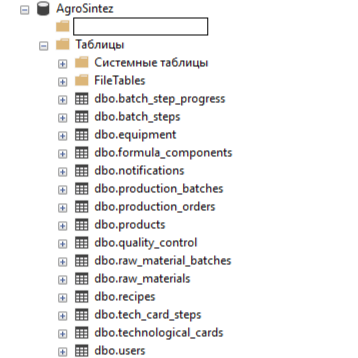 AgroSintez
Таблицы
Системные таблицы
FileTables
dbo.batch_step_progress
dbo.batch_steps
dbo.equipment
dbo.formula_components
dbo.notifications
dbo.production_batches
dbo.production_orders
dbo.products
dbo.quality_control
dbo.raw_material_batches
dbo.raw_materials
dbo.recipes
dbo.tech_card_steps
dbo.technological_cards
dbo.users